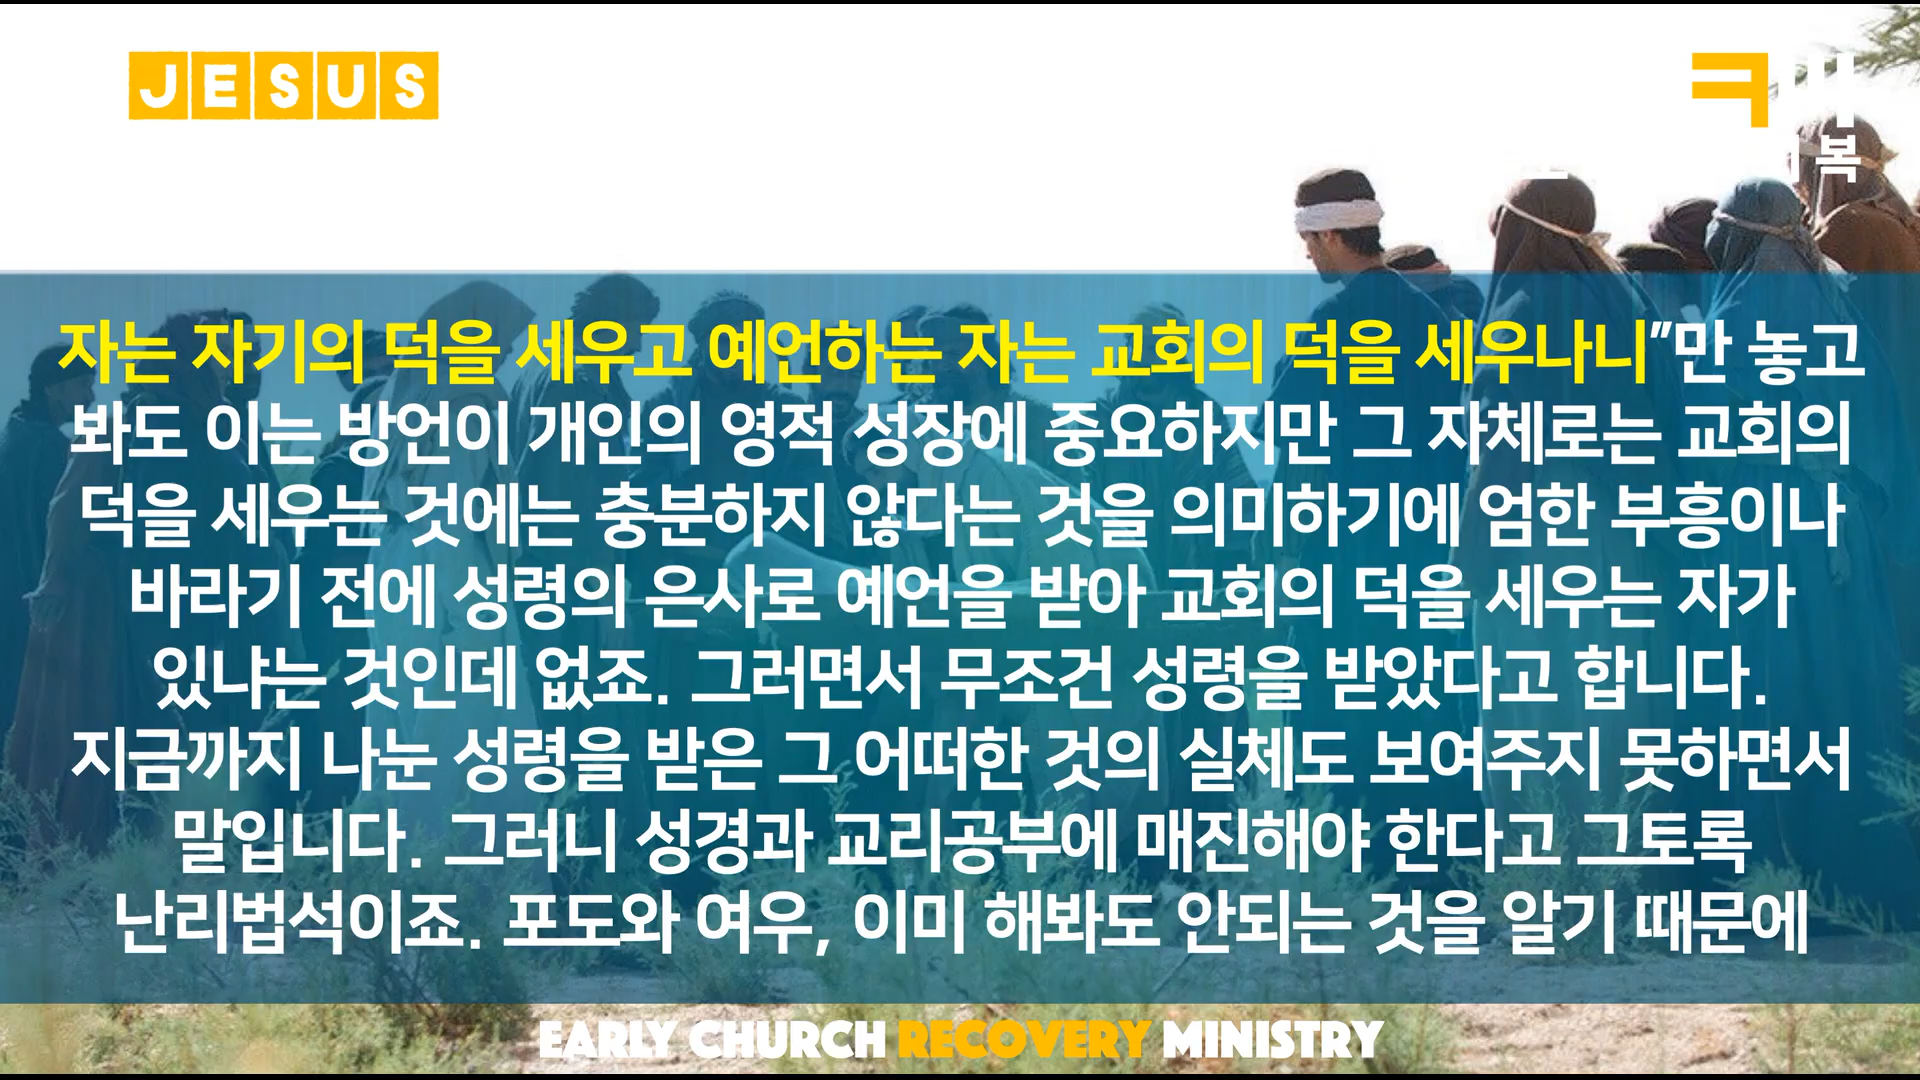 JESUS
복
자는 자기의 덕을 세우고 예언하는 자는 교회의 덕을 세우나니”만 놓고
봐도 이는 방언이 개인의 영적 성장에 중요하지만 그 자체로는 교회의
덕을 세우는 것에는 충분하지 않다는 것을 의미하기에 엄한 부흥이나
바라기 전에 성령의 은사로 예언을 받아 교회의 덕을 세우는 자가
있냐는 것인데 없죠. 그러면서 무조건 성령을 받았다고 합니다.
지금까지 나눈 성령을 받은 그 어떠한 것의 실체도 보여주지 못하면서
말입니다. 그러니 성경과 교리공부에 매진해야 한다고 그토록
난리법석이죠. 포도와 여우, 이미 해봐도 안되는 것을 알기 때문에
EARLY CHURCH RECOVERY MINISTRY